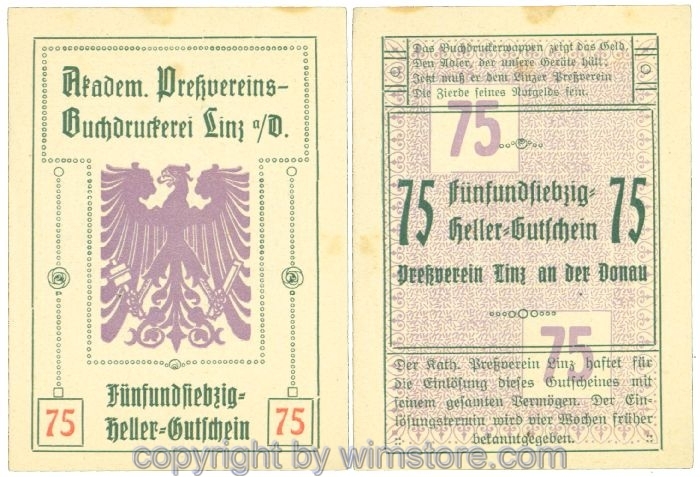 Akadem. Preßvereins-
Buchdruckerei Linz a/D.
Fünfundsiebzig-
Heller-Gutschein
75
75
Das Buchdruckerwappen zeigt das Geld,
Den Adler, der unsere Geräte hält;
Jetzt muß er dem Linzer Preßverein
Die Zierde seines Notgelds sein.
75
75
Fünfundsiebzig-
Heller-Gutschein
75
Preßverein Linz an der Donau
75
Der Kath. Preßverein Linz haftet für
die Einlösung dieses Gutscheines mit
seinem gesamten Vermögen. Der Ein-
lösungstermin wird vier Wochen früher
bekanntgegeben.
copyright by wimstore.com